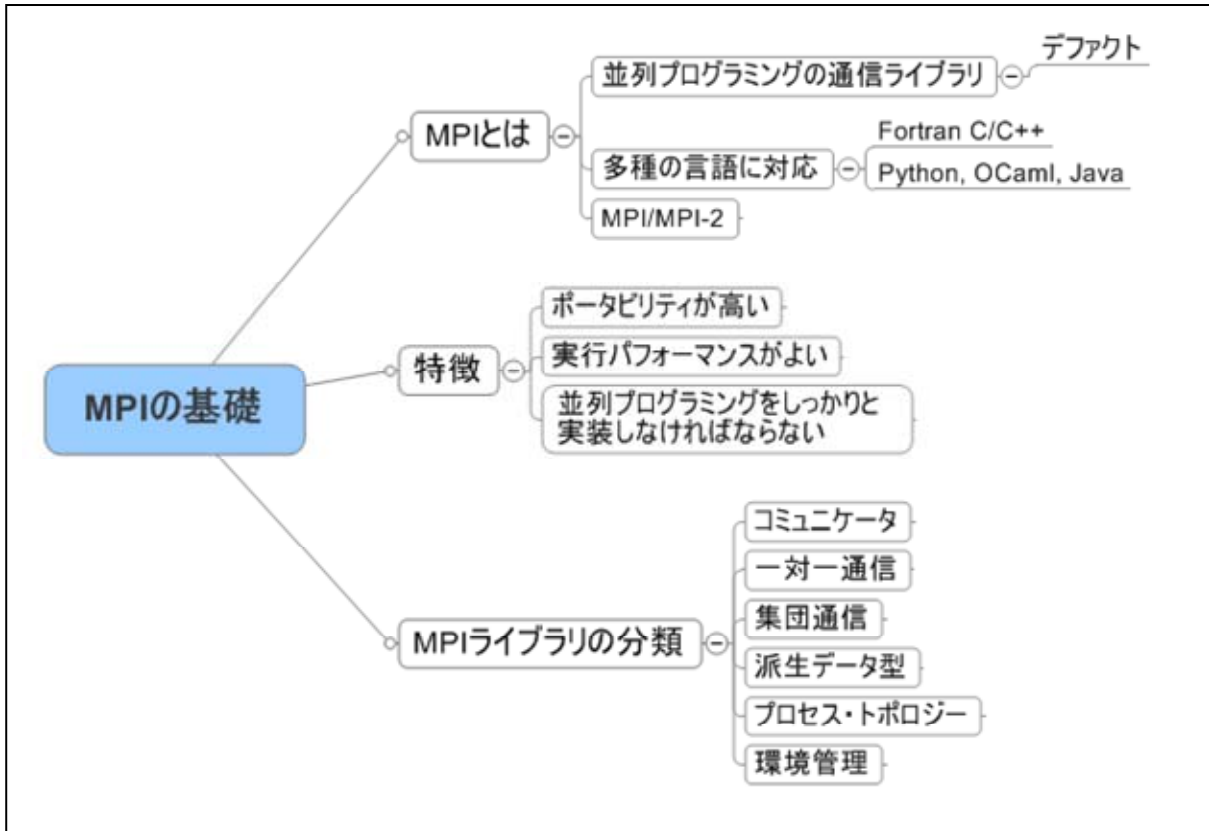 MPIの基礎
MPIとは
並列プログラミングの通信ライブラリ
デファクト
多種の言語に対応
Fortran C/C++
Python, OCaml, Java
MPI/MPI-2
特徴
ポータビリティが高い
実行パフォーマンスがよい
並列プログラミングをしっかりと
実装しなければならない
MPIライブラリの分類
コミュニケータ
一対一通信
集団通信
派生データ型
プロセス・トポロジー
環境管理